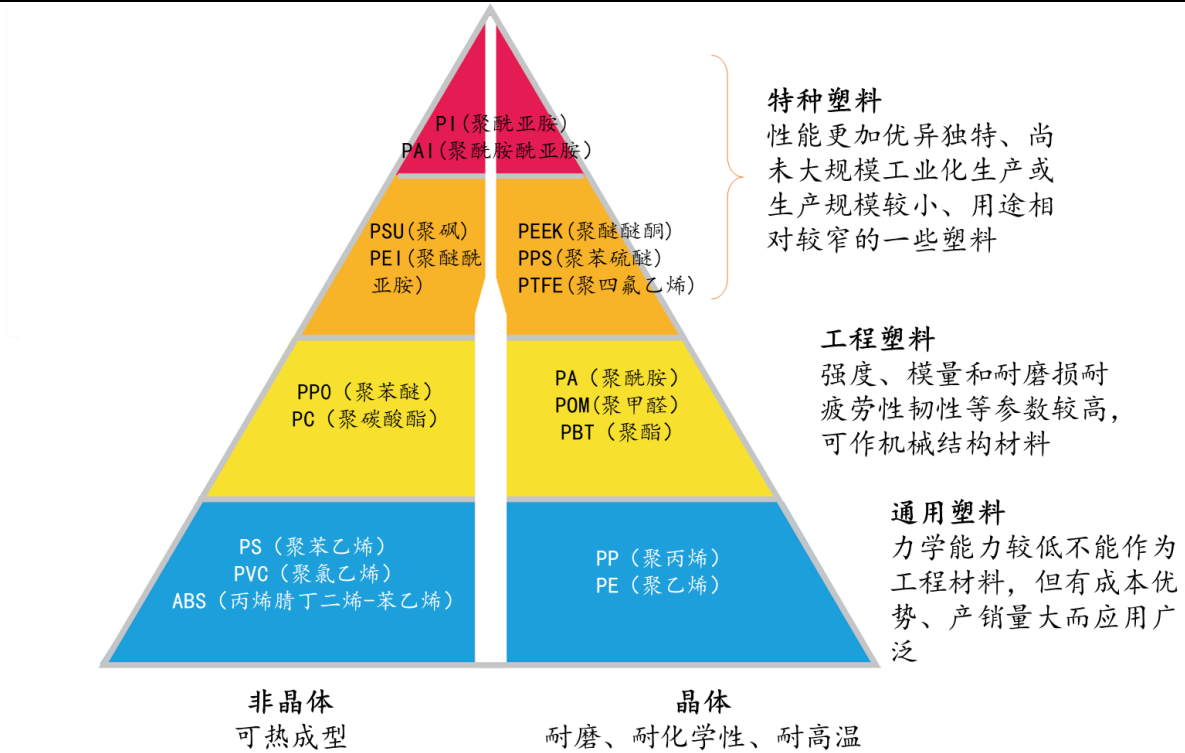 PI(聚酰亚胺)
PAI(聚酰胺酰亚胺)
PSU(聚砜)
PEI(聚醚酰
亚胺)
PEEK(聚醚醚酮)
PPS(聚苯硫醚)
PTFE(聚四氟乙烯)
特种塑料
性能更加优异独特、尚
未大规模工业化生产或
生产规模较小、用途相
对较窄的一些塑料
PPO（聚苯醚）
PC（聚碳酸酯）
PA（聚酰胺）
POM(聚甲醛）
PBT（聚酯）
工程塑料
强度、模量和耐磨损耐
疲劳性韧性等参数较高，
可作机械结构材料
PS（聚苯乙烯）
PVC（聚氯乙烯）
ABS（丙烯腈丁二烯-苯乙烯）
PP（聚丙烯）
PE（聚乙烯）
通用塑料
力学能力较低不能作为
工程材料，但有成本优
势、产销量大而应用广
泛
非晶体
可热成型
晶体
耐磨、耐化学性、耐高温